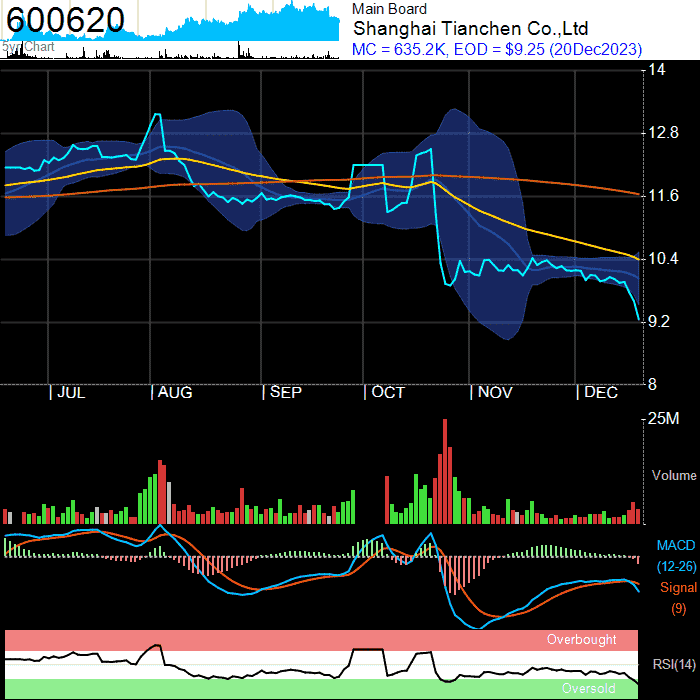 600620
5yr Chart
Main Board
Shanghai Tianchen Co.,Ltd
MC = 635.2K, EOD = $9.25 (20Dec2023)
14
12.8
11.6
10.4
9.2
8
| JUL | AUG | SEP | OCT | NOV | DEC
25M
Volume
MACD
(12-26)
Signal
(9)
Overbought
RSI(14)
Oversold